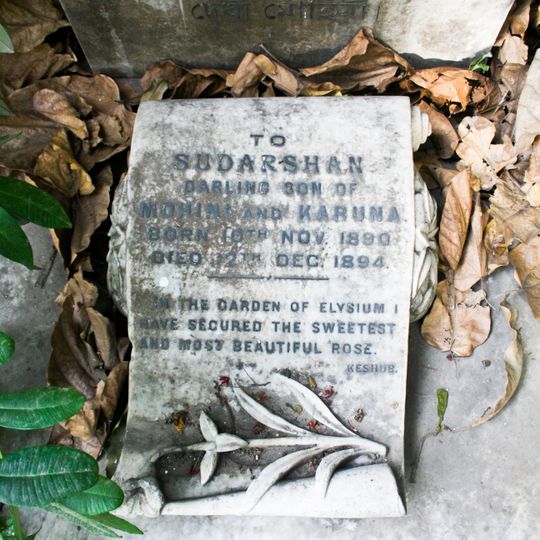 দেবী মোহিনী
TO
SUDARSHAN
DARLING SON OF
MOHINI AND KARUNA
BORN 10TH NOV. 1890
DIED 12TH DEC. 1894.
IN THE GARDEN OF ELYSIUM I
HAVE SECURED THE SWEETEST
AND MOST BEAUTIFUL ROSE.
KESHUB.